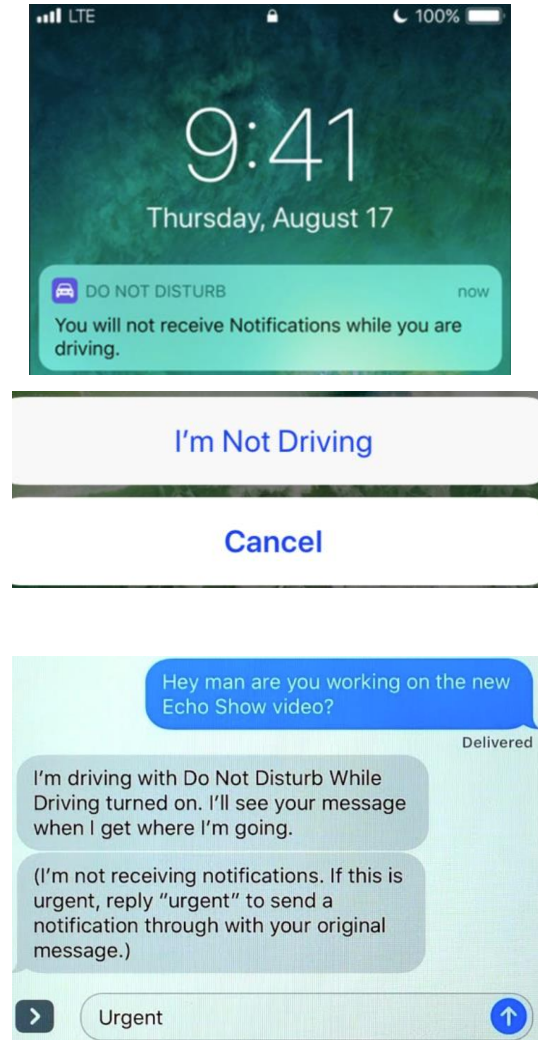 LTE 100%
9:41
Thursday, August 17
DO NOT DISTURB now
You will not receive Notifications while you are
driving.
I'm Not Driving
Cancel
Hey man are you working on the new
Echo Show video?
Delivered
I'm driving with Do Not Disturb While
Driving turned on. I'll see your message
when I get where I'm going.
(I'm not receiving notifications. If this is
urgent, reply “urgent” to send a
notification through with your original
message.)
Urgent